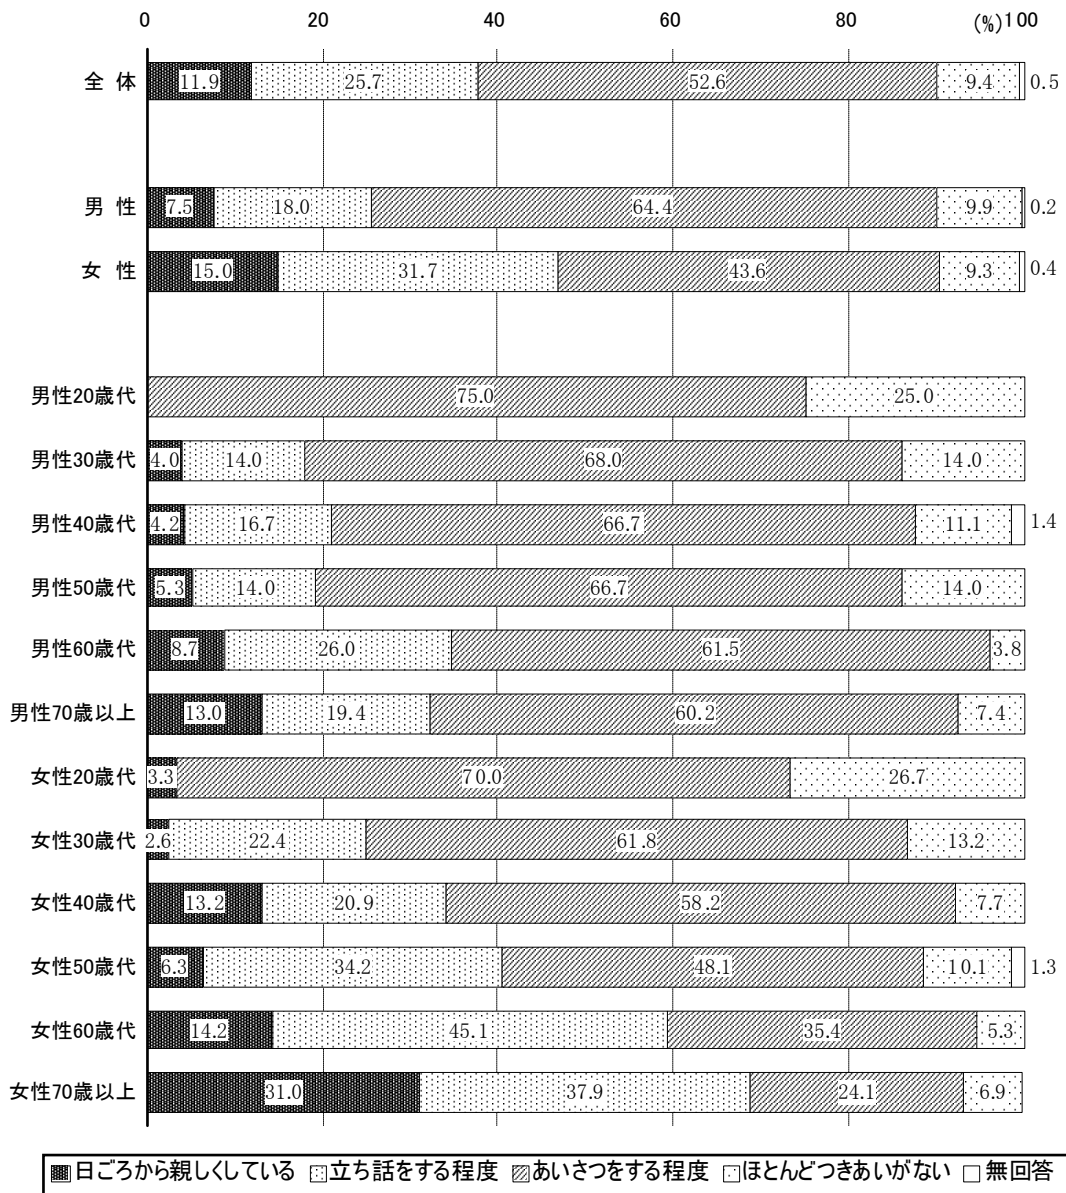 0 20 40 60 80 (%)100
全 体 11.9 25.7 52.6 9.4 0.5
男 性 7.5 18.0 64.4 9.9 0.2
女 性 15.0 31.7 43.6 9.3 0.4
男性20歳代 75.0 25.0
男性30歳代 4.0 14.0 68.0 14.0
男性40歳代 4.2 16.7 66.7 11.1 1.4
男性50歳代 5.3 14.0 66.7 14.0
男性60歳代 8.7 26.0 61.5 3.8
男性70歳以上 13.0 19.4 60.2 7.4
女性20歳代 3.3 70.0 26.7
女性30歳代 2.6 22.4 61.8 13.2
女性40歳代 13.2 20.9 58.2 7.7
女性50歳代 6.3 34.2 48.1 10.1 1.3
女性60歳代 14.2 45.1 35.4 5.3
女性70歳以上 31.0 37.9 24.1 6.9
日ごろから親しくしている 立ち話をする程度 あいさつをする程度 ほとんどつきあいがない 無回答